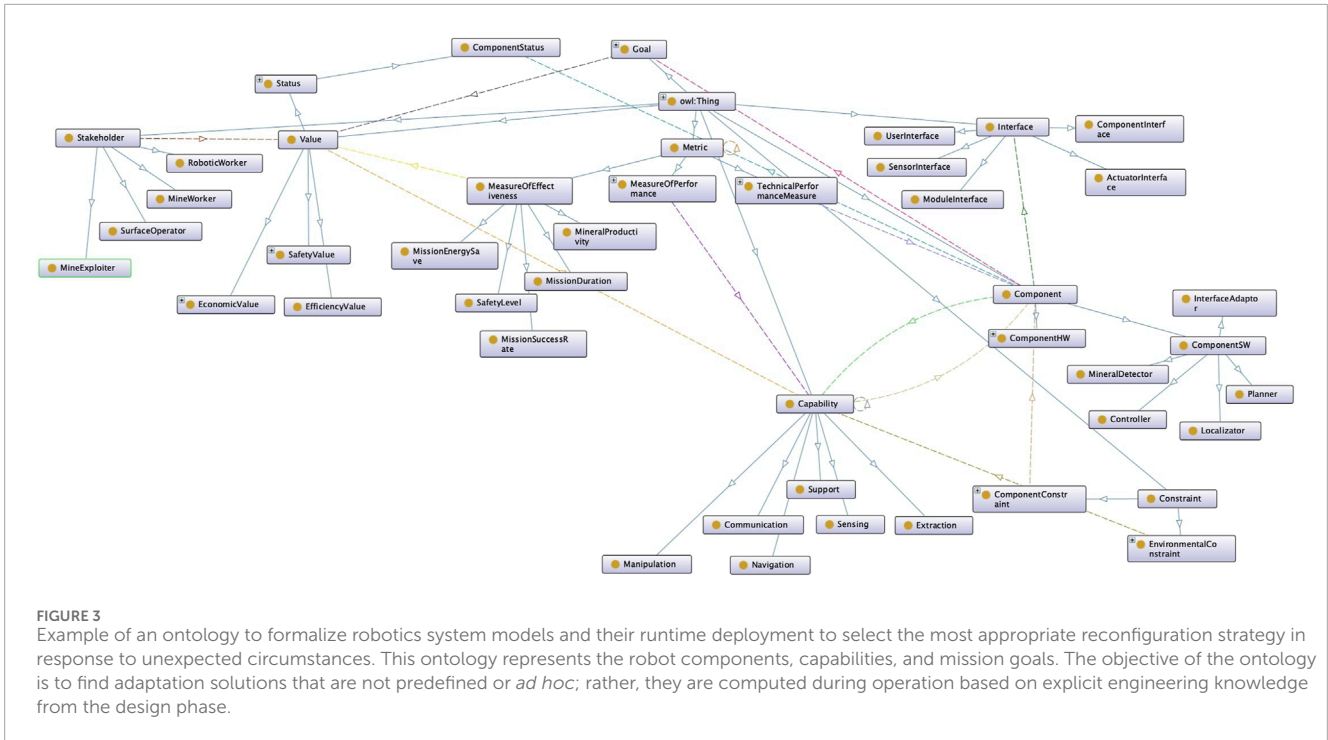 ComponentStatus
Goal
Status
owl:Thing
Stakeholder
Value
Metric
Interface
ComponentInterf
ace
UserInterface
RoboticWorker
SensorInterface
MeasureOfEffect
iveness
MeasureOfPerfor
mance
TechnicalPerfor
manceMeasure
ActuatorInterfa
ce
MineWorker
ModuleInterface
SurfaceOperator
MineralProducti
vity
MissionEnergySa
ve
SafetyValue
MineExploiter
MissionDuration
EconomicValue
EfficiencyValue
SafetyLevel
Component
InterfaceAdapto
r
MissionSuccessR
ate
ComponentHW
ComponentSW
MineralDetector
Planner
Capability
Controller
Localizator
Support
ComponentConstr
aint
Constraint
Communication
Sensing
Extraction
EnvironmentalCo
nstraint
Manipulation
Navigation
FIGURE 3
Example of an ontology to formalize robotics system models and their runtime deployment to select the most appropriate reconfiguration strategy in
response to unexpected circumstances. This ontology represents the robot components, capabilities, and mission goals. The objective of the ontology
is to find adaptation solutions that are not predefined or ad hoc; rather, they are computed during operation based on explicit engineering knowledge
from the design phase.